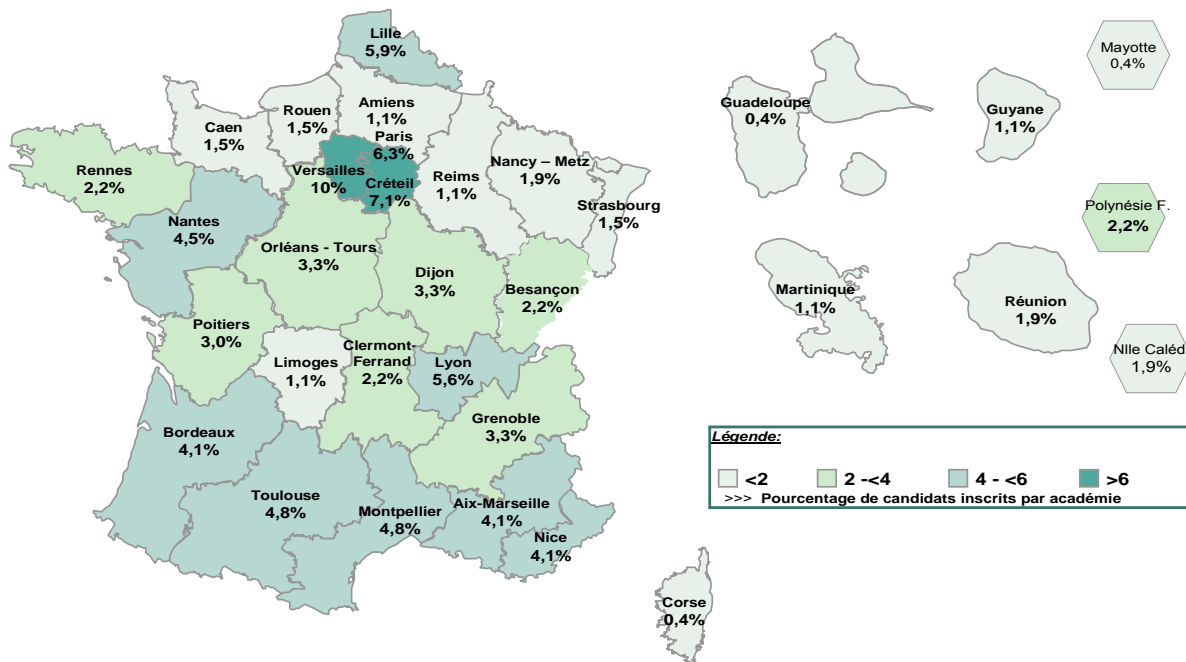 Lille
5,9%
Rouen
1,5%
Amiens
1,1%
Caen
1,5%
Paris
6,3%
Versailles
10%
Créteil
7,1%
Reims
1,1%
Nancy – Metz
1,9%
Strasbourg
1,5%
Rennes
2,2%
Nantes
4,5%
Orléans - Tours
3,3%
Dijon
3,3%
Besançon
2,2%
Poitiers
3,0%
Limoges
1,1%
Clermont-
Ferrand
2,2%
Lyon
5,6%
Grenoble
3,3%
Bordeaux
4,1%
Toulouse
4,8%
Montpellier
4,8%
Aix-Marseille
4,1%
Nice
4,1%
Corse
0,4%
Guadeloupe
0,4%
Guyane
1,1%
Mayotte
0,4%
Polynésie F.
2,2%
Martinique
1,1%
Réunion
1,9%
Nlle Caléd
1,9%
Légende:
<2 2 -<4 4 - <6 >6
>>> Pourcentage de candidats inscrits par académie